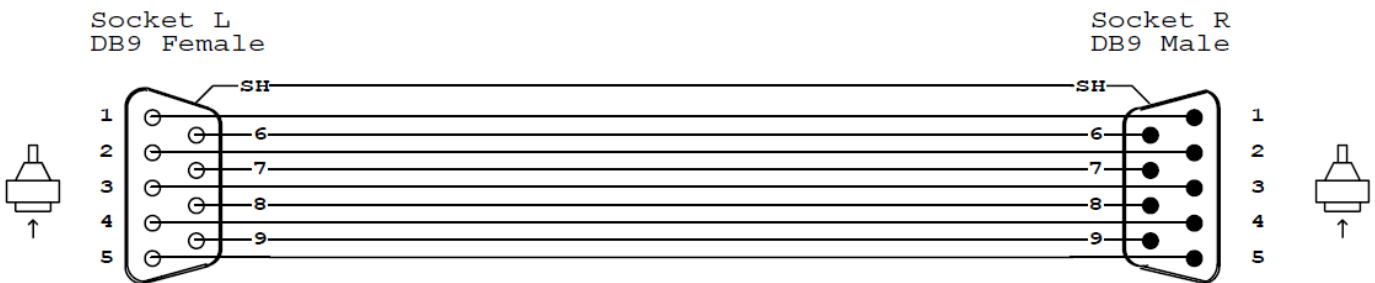 Socket L
DB9 Female
Socket R
DB9 Male
SH SH
1 1
6 6
2 2
7 7
3 3
8 8
4 4
9 9
5 5